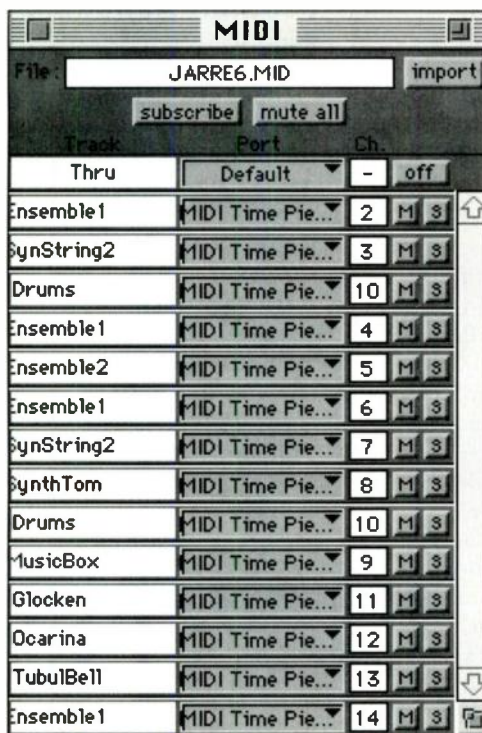 MIDI
File: JARRE6.MID import
subscribe mute all
Track Port Ch.
Thru Default - off
Ensemble1 MIDI Time Pie... 2 M S
SynString2 MIDI Time Pie... 3 M S
Drums MIDI Time Pie... 10 M S
Ensemble1 MIDI Time Pie... 4 M S
Ensemble2 MIDI Time Pie... 5 M S
Ensemble1 MIDI Time Pie... 6 M S
SynString2 MIDI Time Pie... 7 M S
SynthTom MIDI Time Pie... 8 M S
Drums MIDI Time Pie... 10 M S
MusicBox MIDI Time Pie... 9 M S
Glocken MIDI Time Pie... 11 M S
Ocarina MIDI Time Pie... 12 M S
TubulBell MIDI Time Pie... 13 M S
Ensemble1 MIDI Time Pie... 14 M S